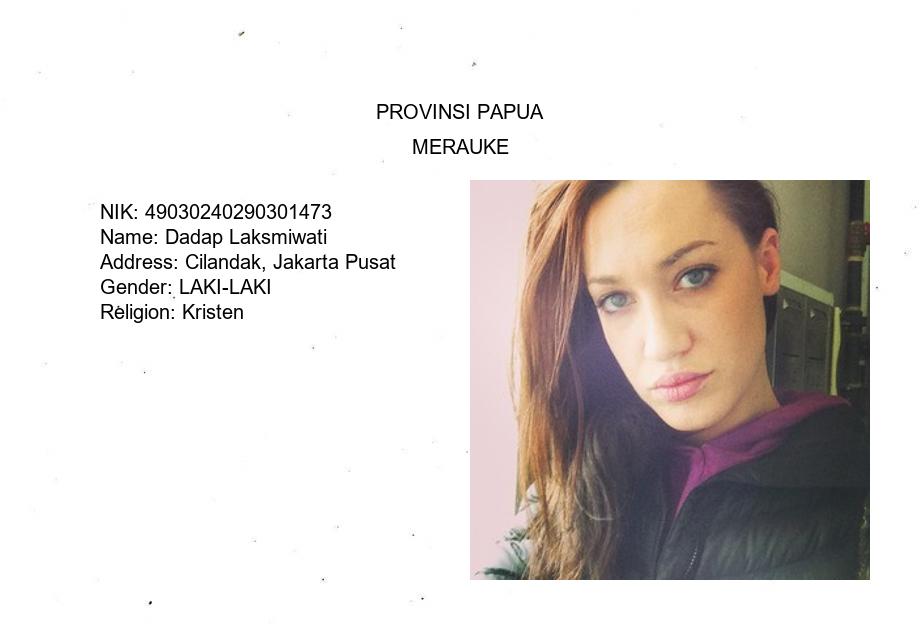 PROVINSI PAPUA
MERAUKE
NIK: 49030240290301473
Name: Dadap Laksmiwati
Address: Cilandak, Jakarta Pusat
Gender: LAKI-LAKI
Religion: Kristen